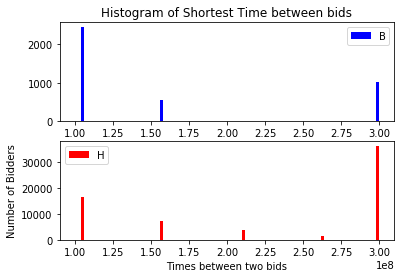 Histogram of Shortest Time between bids
B
2000
1000
0
1.00 1.25 1.50 1.75 2.00 2.25 2.50 2.75 3.00
H
30000
20000
10000
0
Number of Bidders
1.00 1.25 1.50 1.75 2.00 2.25 2.50 2.75 3.00
1e8
Times between two bids